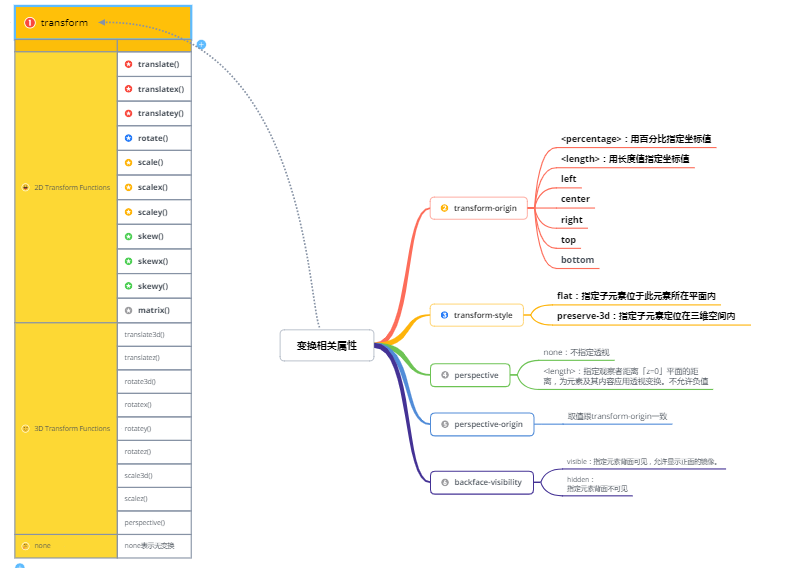 1 transform
2D Transform Functions
translate()
translatex()
translatey()
rotate()
scale()
scalex()
scaley()
skew()
skewx()
skewy()
matrix()
3D Transform Functions
translate3d()
translatez()
rotate3d()
rotatex()
rotatey()
rotatez()
scale3d()
scalez()
perspective()
none
none表示无变换
变换相关属性
2 transform-origin
<percentage>：用百分比指定坐标值
<length>：用长度值指定坐标值
left
center
right
top
bottom
3 transform-style
flat：指定子元素位于此元素所在平面内
preserve-3d：指定子元素定位在三维空间内
4 perspective
none：不指定透视
<length>：指定观察者距离「z=0」平面的距
离，为元素及其内容应用透视变换。不允许负值
5 perspective-origin
取值跟transform-origin一致
6 backface-visibility
visible：指定元素背面可见，允许显示正面的镜像。
hidden：
指定元素背面不可见